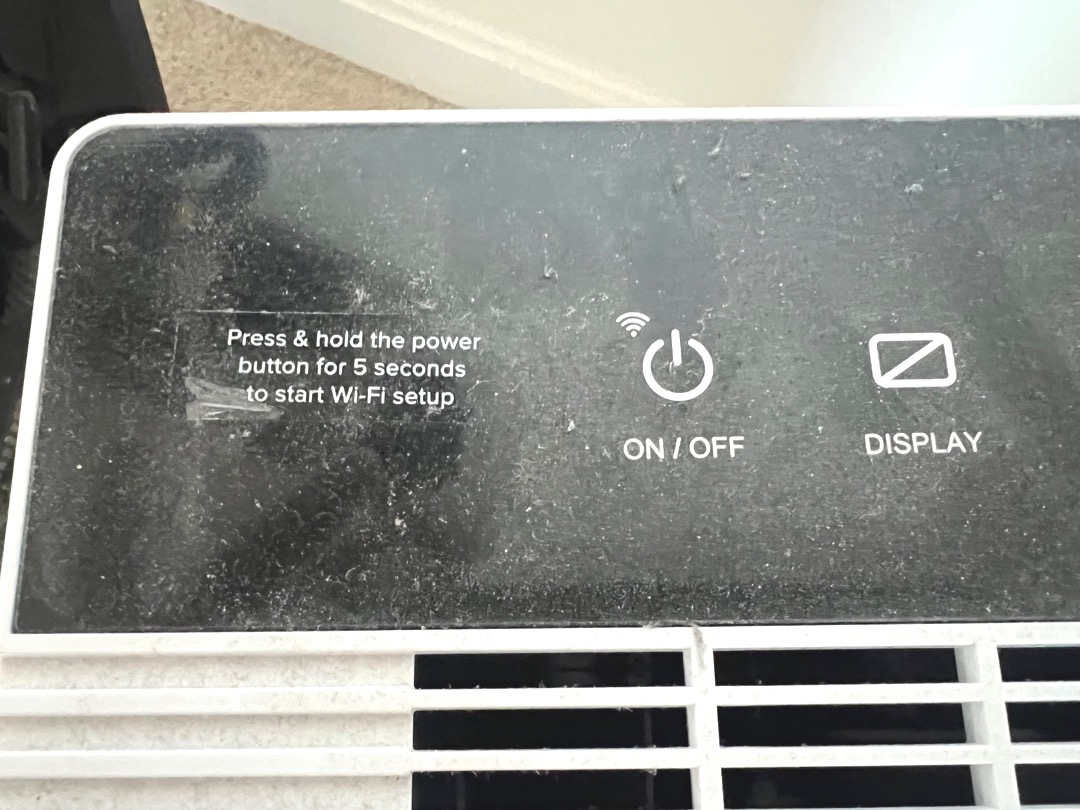 Press & hold the power
button for 5 seconds
to start Wi-Fi setup
ON / OFF
DISPLAY